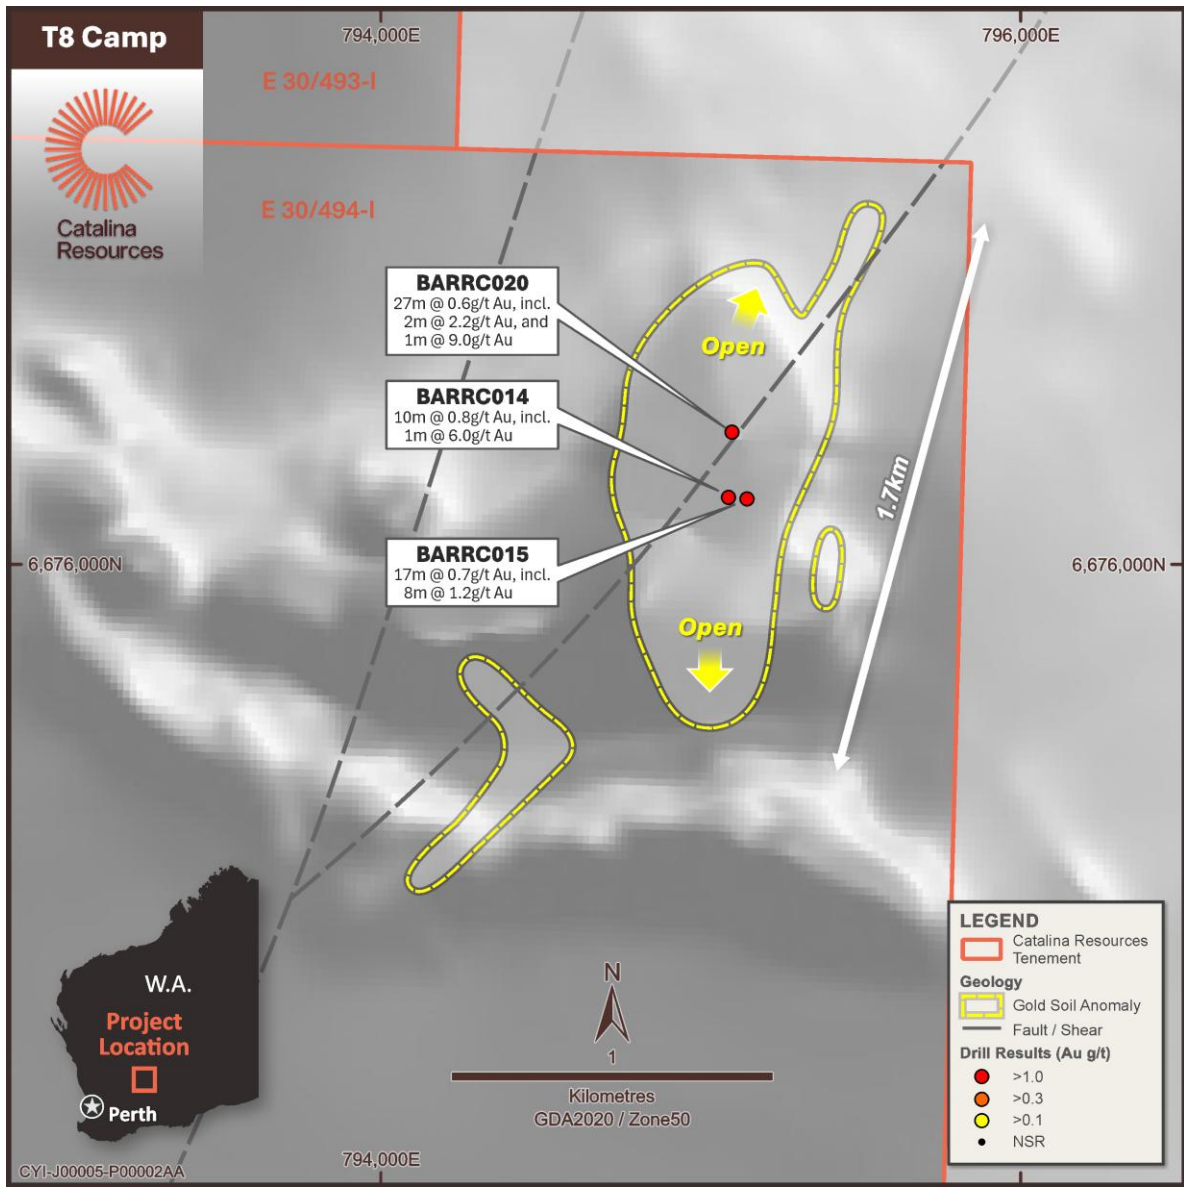 T8 Camp
794,000E
796,000E
E 30/493-I
E 30/494-I
Catalina
Resources
BARRC020
27m @ 0.6g/t Au, incl.
2m @ 2.2g/t Au, and
1m @ 9.0g/t Au
Open
BARRC014
10m @ 0.8g/t Au, incl.
1m @ 6.0g/t Au
1.7km
BARRC015
17m @ 0.7g/t Au, incl.
8m @ 1.2g/t Au
6,676,000N
6,676,000N
Open
W.A.
Project
Location
Perth
N
1
Kilometres
GDA2020 / Zone50
LEGEND
Catalina Resources
Tenement
Geology
Gold Soil Anomaly
Fault / Shear
Drill Results (Au g/t)
>1.0
>0.3
>0.1
NSR
CYI-J00005-P00002AA
794,000E